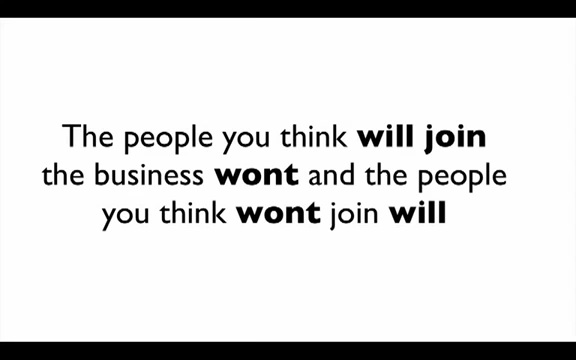 The people you think will join
the business wont and the people
you think wont join will